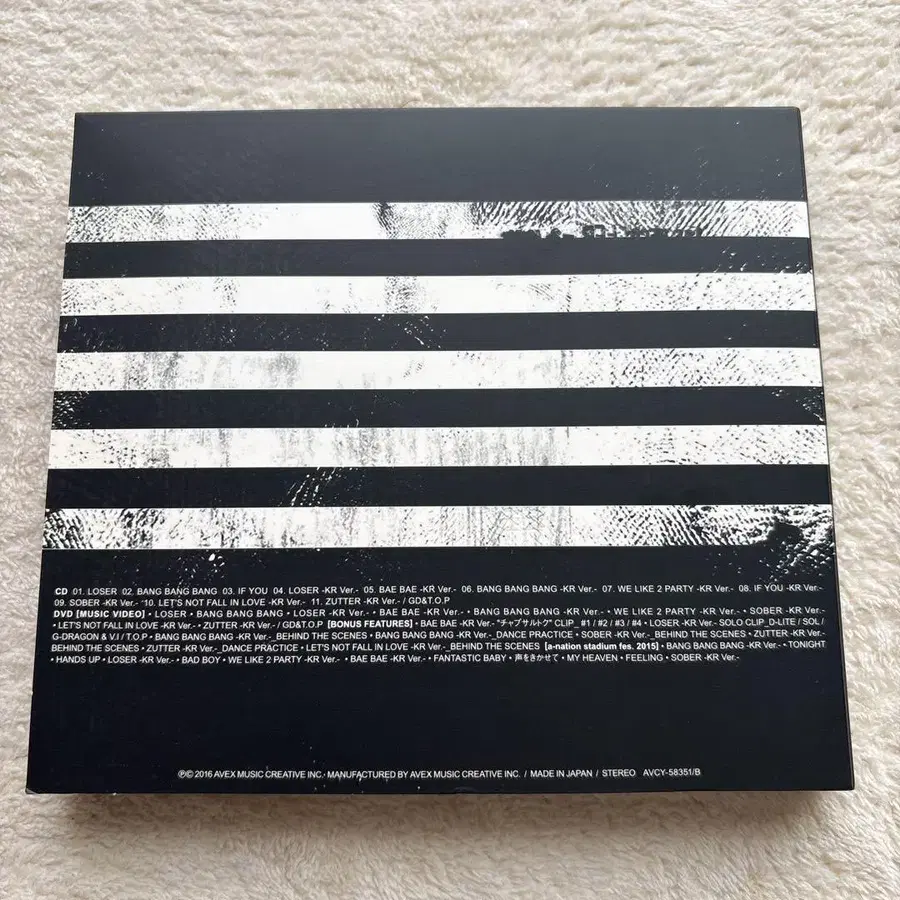 CD 01. LOSER 02. BANG BANG BANG 03. IF YOU 04. LOSER -KR Ver.- 05. BAE BAE -KR Ver.- 06. BANG BANG BANG -KR Ver.- 07. WE LIKE 2 PARTY -KR Ver.- 08. IF YOU -KR Ver.-
09. SOBER -KR Ver.- 10. LET'S NOT FALL IN LOVE -KR Ver.- 11. ZUTTER -KR Ver.- / GD&T.O.P
DVD [MUSIC VIDEO] • LOSER • BANG BANG BANG • LOSER -KR Ver.- • BAE BAE -KR Ver.- • BANG BANG BANG -KR Ver.- • WE LIKE 2 PARTY -KR Ver.- • SOBER -KR Ver.-
• LET'S NOT FALL IN LOVE -KR Ver.- • ZUTTER -KR Ver.- / GD&T.O.P [BONUS FEATURES] • BAE BAE -KR Ver.- "チャプサルトク" CLIP_ #1 / #2 / #3 / #4 • LOSER -KR Ver.- SOLO CLIP_D-LITE / SOL /
G-DRAGON & V.I / T.O.P • BANG BANG BANG -KR Ver.-_BEHIND THE SCENES • BANG BANG BANG -KR Ver.-_DANCE PRACTICE • SOBER -KR Ver.-_BEHIND THE SCENES • ZUTTER -KR Ver.-_
BEHIND THE SCENES • ZUTTER -KR Ver.-_DANCE PRACTICE • LET'S NOT FALL IN LOVE -KR Ver.-_BEHIND THE SCENES [a-nation stadium fes. 2015] • BANG BANG BANG -KR Ver.- • TONIGHT
• HANDS UP • LOSER -KR Ver.- • BAD BOY • WE LIKE 2 PARTY -KR Ver.- • BAE BAE -KR Ver.- • FANTASTIC BABY • 声をきかせて • MY HEAVEN • FEELING • SOBER -KR Ver.-
℗© 2016 AVEX MUSIC CREATIVE INC. MANUFACTURED BY AVEX MUSIC CREATIVE INC. / MADE IN JAPAN / STEREO AVCY-58351/B